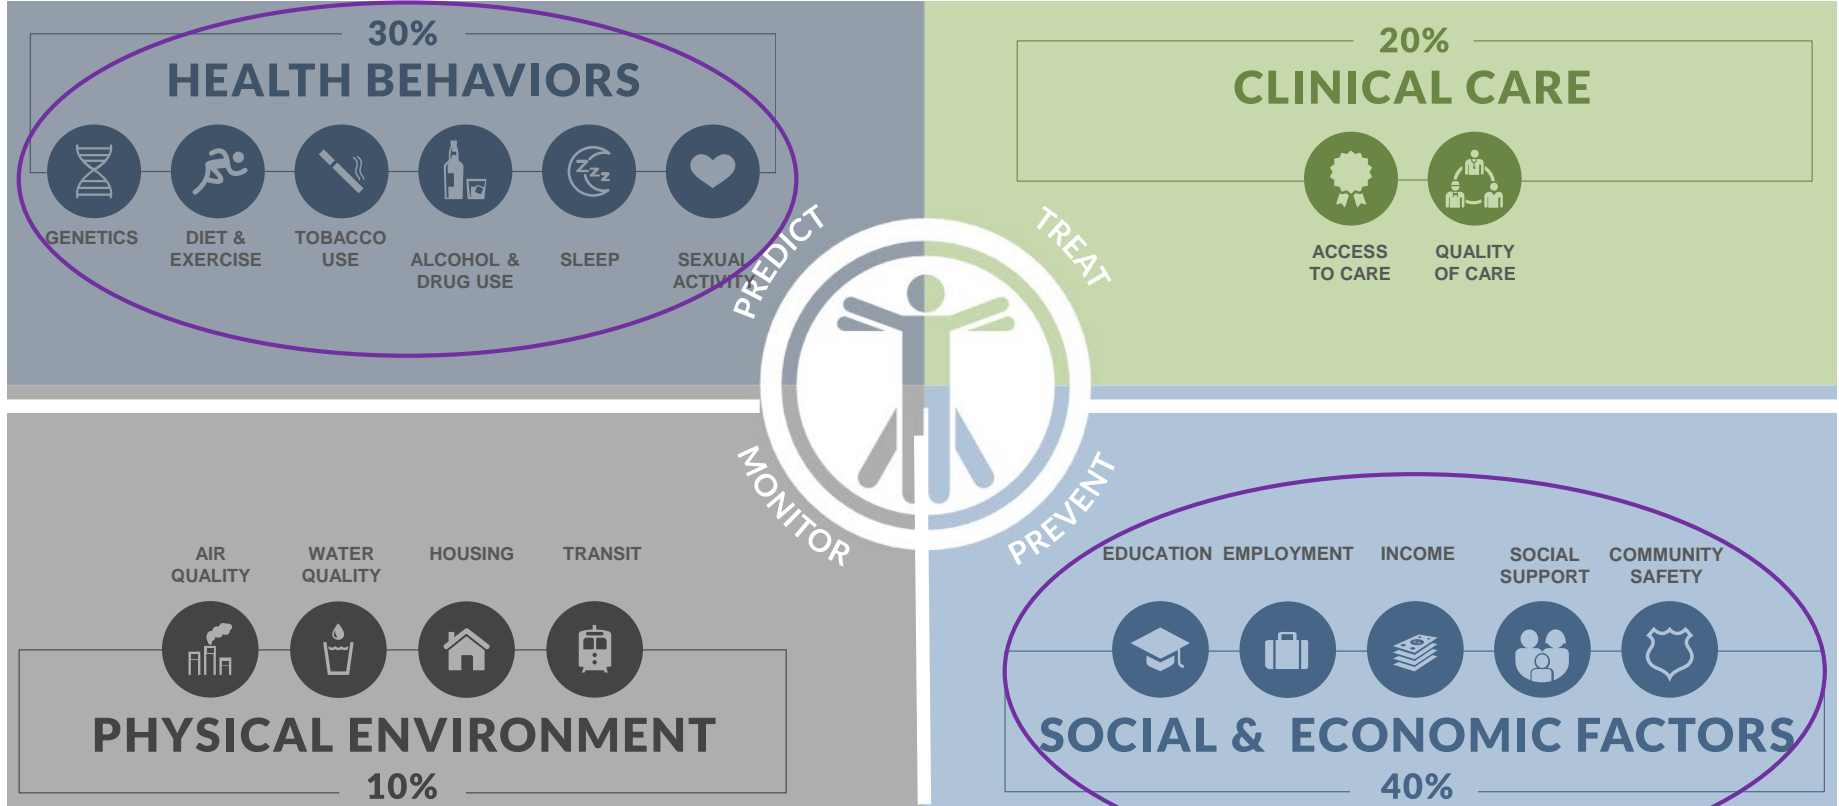 30%
HEALTH BEHAVIORS
GENETICS
DIET &
EXERCISE
TOBACCO
USE
ALCOHOL &
DRUG USE
zzz
SLEEP
SEXUAL
ACTIVITY
20%
CLINICAL CARE
ACCESS
TO CARE
QUALITY
OF CARE
PREDICT
TREAT
MONITOR
PREVENT
AIR
QUALITY
WATER
QUALITY
HOUSING
TRANSIT
PHYSICAL ENVIRONMENT
10%
EDUCATION
EMPLOYMENT
INCOME
SOCIAL
SUPPORT
COMMUNITY
SAFETY
SOCIAL & ECONOMIC FACTORS
40%